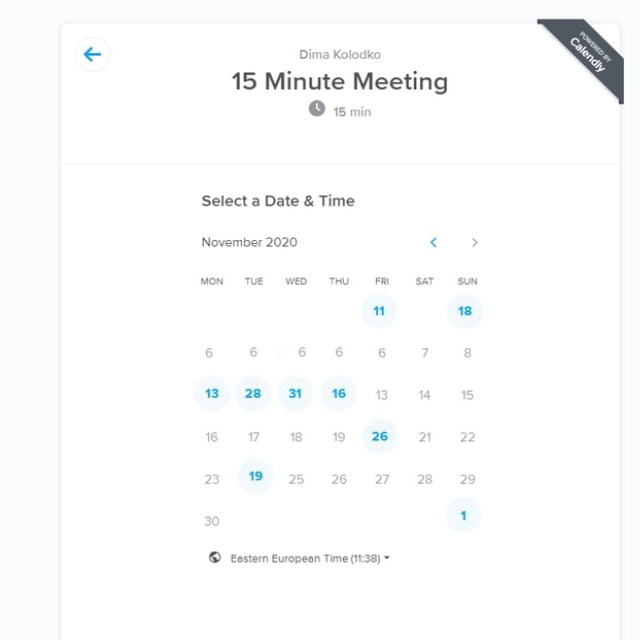 POWERED BY
Calendly
Dima Kolodko
15 Minute Meeting
15 min
Select a Date & Time
November 2020
MON TUE WED THU FRI SAT SUN
11 18
6 6 6 6 6 7 8
13 28 31 16 13 14 15
16 17 18 19 26 21 22
23 19 25 26 27 28 29
30 1
Eastern European Time (11:38)